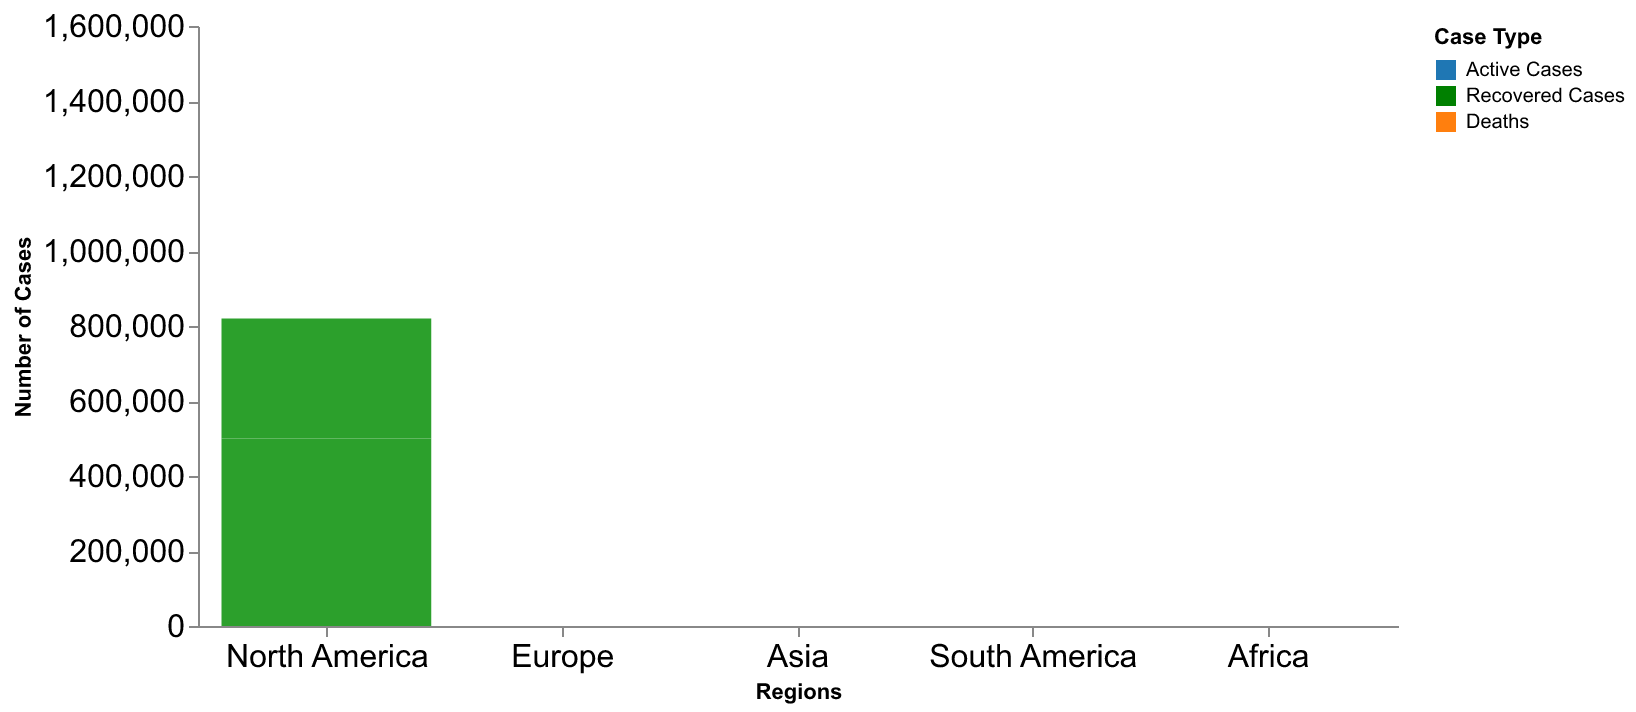 1,600,000
1,400,000
1,200,000
1,000,000
800,000
600,000
400,000
200,000
0
Number of Cases
North America
Europe
Asia
South America
Africa
Regions
Case Type
Active Cases
Recovered Cases
Deaths